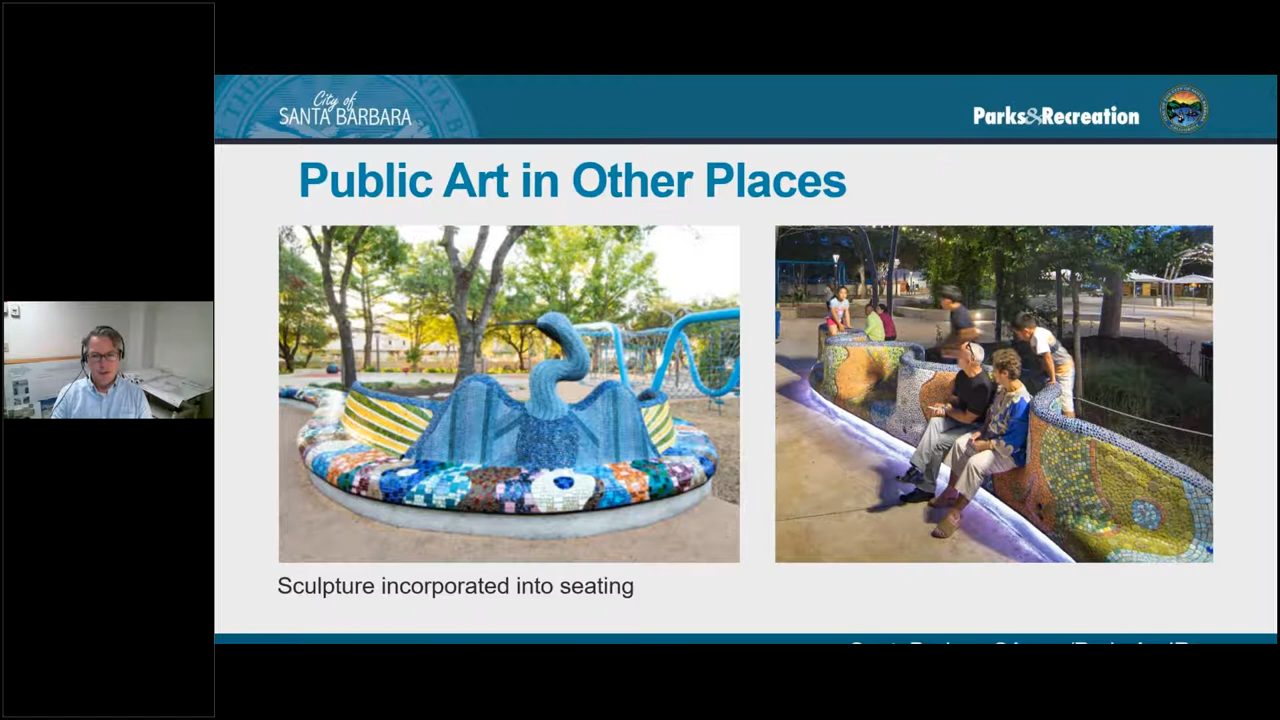 City of
SANTA BARBARA
Parks&Recreation
Public Art in Other Places
Sculpture incorporated into seating